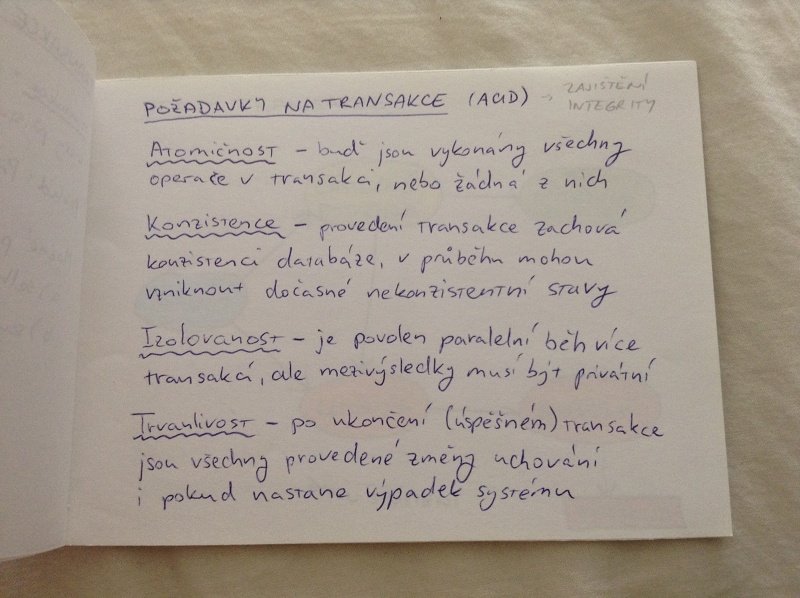 POŽADAVKY NA TRANSAKCE (ACID) → ZAJIŠTĚNÍ
INTEGRITY
Atomičnost – buď jsou vykonány všechny
operace v transakci, nebo žádná z nich
Konzistence – provedení transakce zachová
konzistenci databáze, v průběhu mohou
vzniknout dočasné nekonzistentní stavy
Izolovanost – je povolen paralelní běh více
transakcí, ale mezivýsledky musí být privátní
Trvanlivost – po ukončení (úspěšném) transakce
jsou všechny provedené změny uchování
i pokud nastane výpadek systému